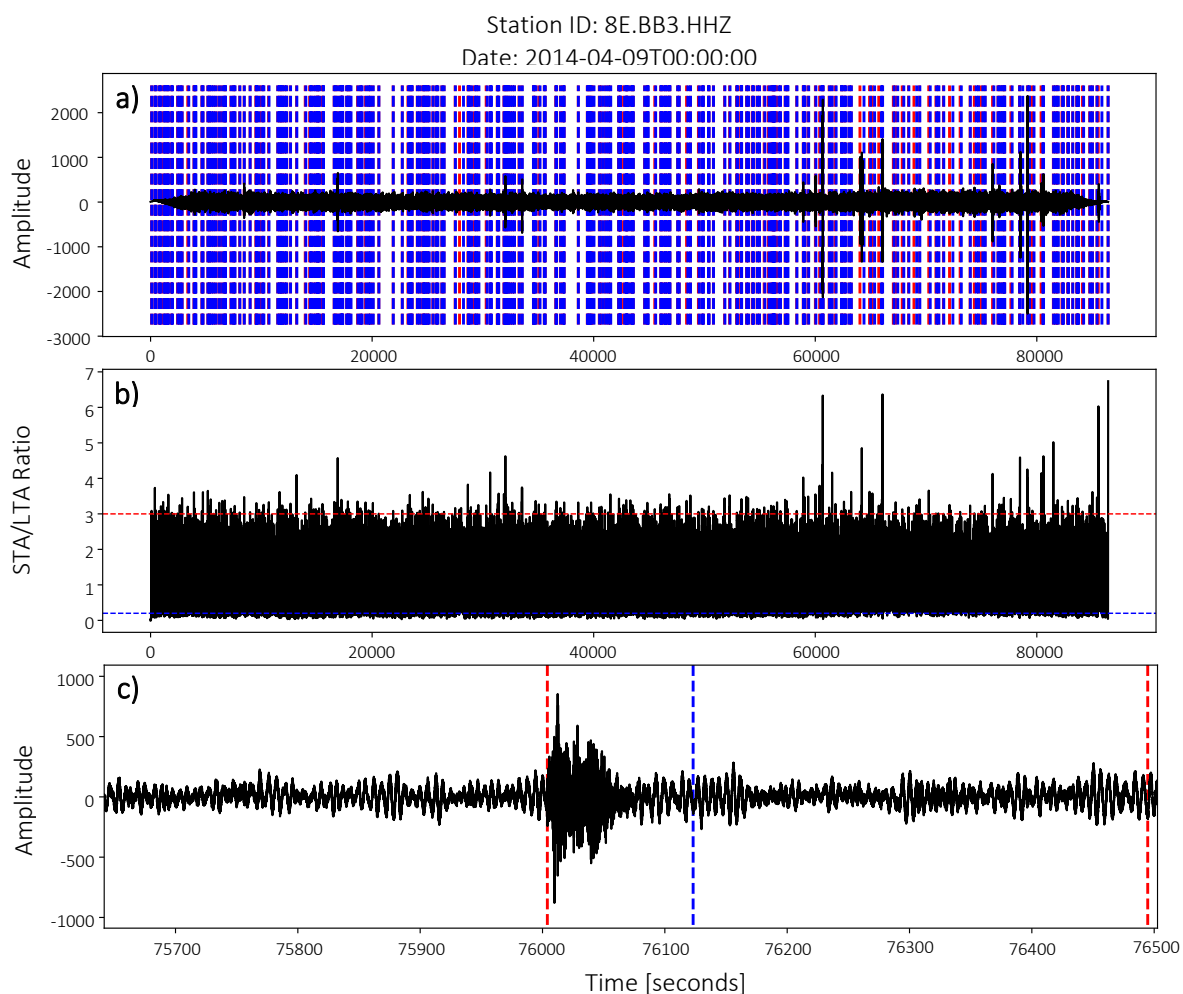 Station ID: 8E.BB3.HHZ
Date: 2014-04-09T00:00:00
a)
Amplitude
2000
1000
0
-1000
-2000
-3000
0 20000 40000 60000 80000
b)
STA/LTA Ratio
7
6
5
4
3
2
1
0
0 20000 40000 60000 80000
c)
Amplitude
1000
500
0
-500
-1000
75700 75800 75900 76000 76100 76200 76300 76400 76500
Time [seconds]